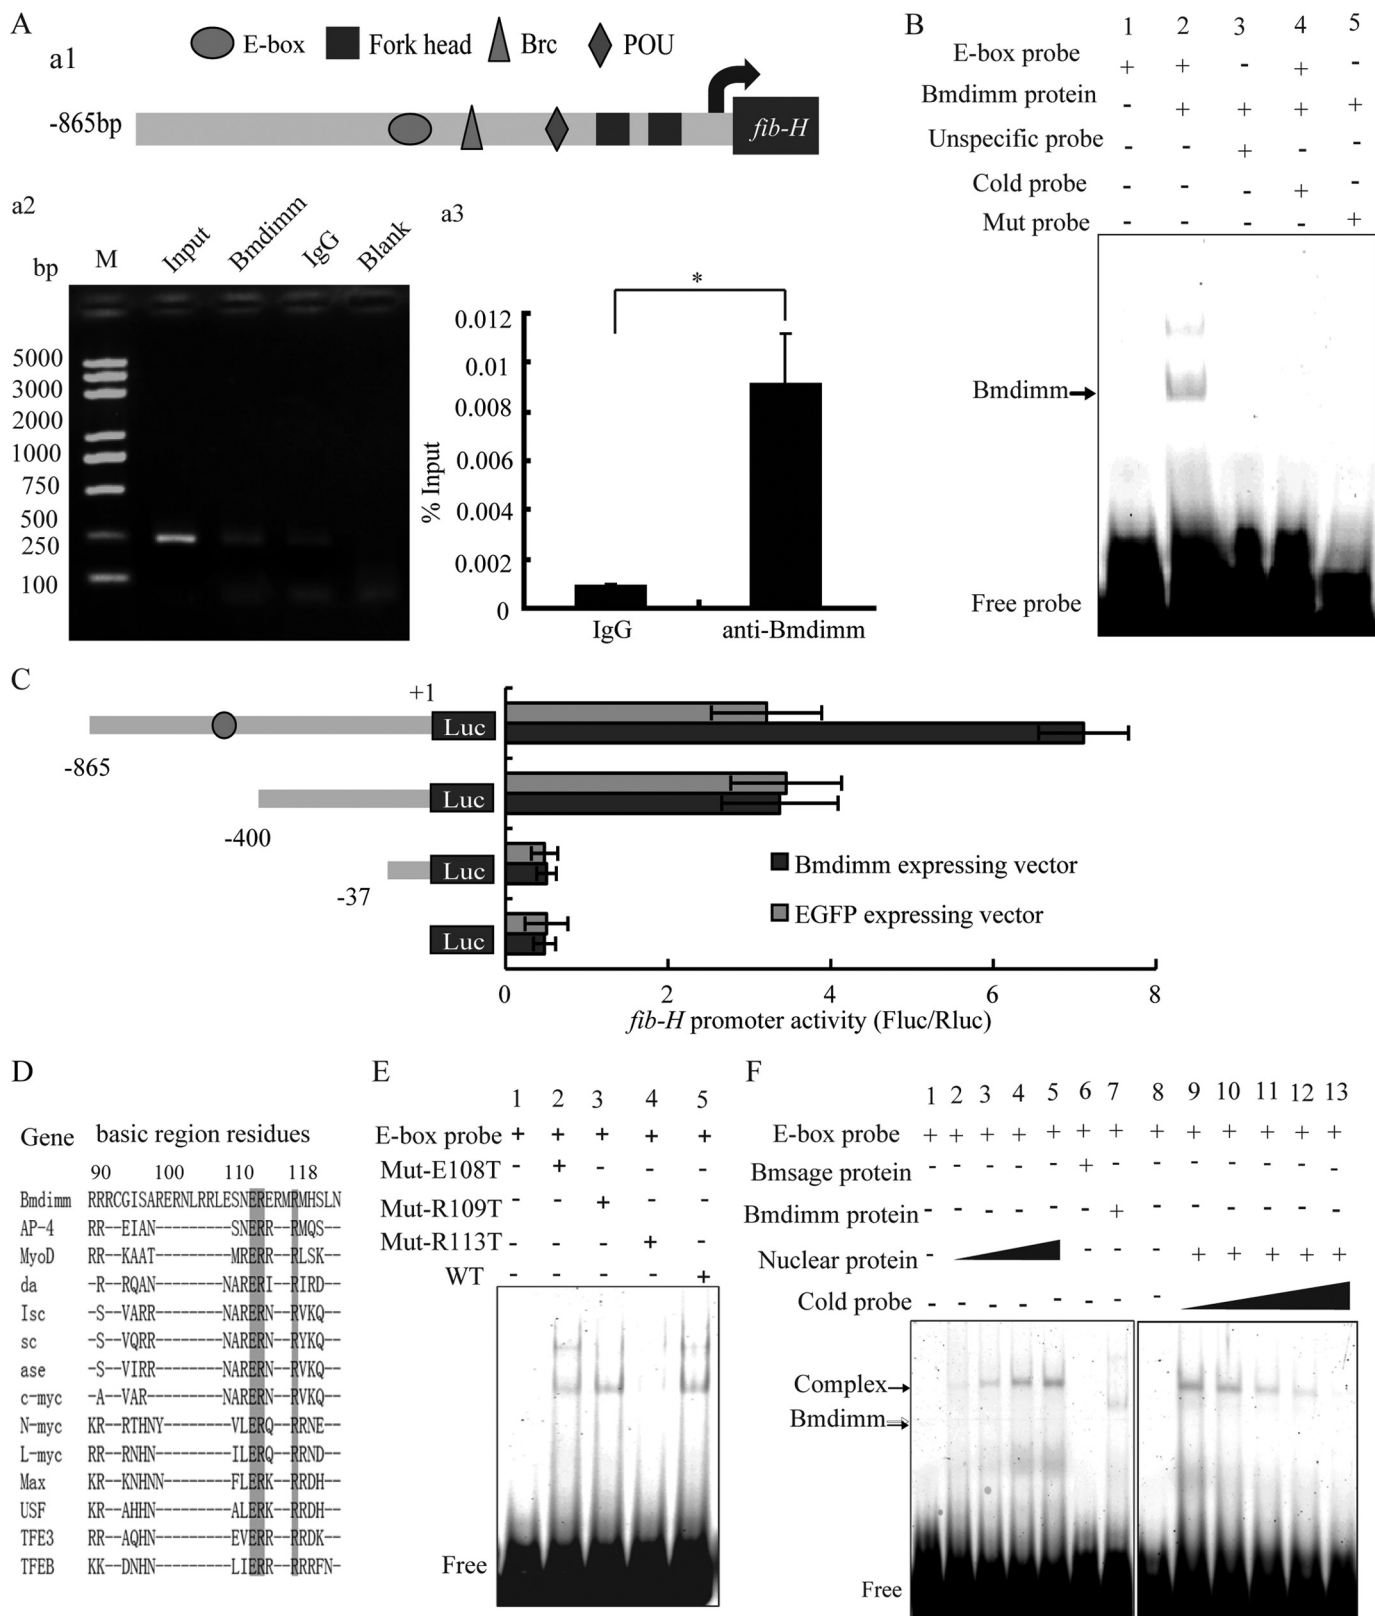 A
E-box Fork head Brc POU
a1
-865bp
fib-H
a2
bp M Input Bmdimm IgG Blank
5000
3000
2000
1000
750
500
250
100
a3
*
% Input
0.012
0.01
0.008
0.006
0.004
0.002
0
IgG anti-Bmdimm
B
1 2 3 4 5
E-box probe + + - + -
Bmdimm protein - + + + +
Unspecific probe - - + - -
Cold probe - - - + -
Mut probe - - - - +
Bmdimm
Free probe
C
+1
Luc
-865
Luc
-400
Luc
-37
Luc
Bmdimm expressing vector
EGFP expressing vector
0 2 4 6 8
fib-H promoter activity (Fluc/Rluc)
D
Gene basic region residues
90 100 110 118
Bmdimm RRRCGISARERNLRRLESNERERMRMHSLN
AP-4 RR--EIAN---------SNERR--RMQS--
MyoD RR--KAAT---------MRERR--RLSK--
da -R--RQAN--------NARERI--RIRD--
Isc -S--VARR--------NARERN--RVKQ--
sc -S--VQRR--------NARERN--RYKQ--
ase -S--VIRR--------NARERN--RVKQ--
c-myc -A--VAR---------NARERN--RVKQ--
N-myc KR--RTHNY--------VLERQ--RRNE--
L-myc RR--RNHN---------ILERQ--RRND--
Max KR--KNHNN--------FLERK--RRDH--
USF KR--AHHN---------ALERK--RRDH--
TFE3 RR--AQHN---------EVERR--RRDK--
TFEB KK--DNHN---------LIERR--RRRFN-
E
1 2 3 4 5
E-box probe + + + + +
Mut-E108T - + - - -
Mut-R109T - - + - -
Mut-R113T - - - + -
WT - - - - +
Free
F
1 2 3 4 5 6 7 8 9 10 11 12 13
E-box probe + + + + + + + + + + + + +
Bmsage protein - - - - - + - - - - - - -
Bmdimm protein - - - - - - + - - - - - -
Nuclear protein - - - - + + + + +
Cold probe - - - - - - - -
Complex
Bmdimm
Free